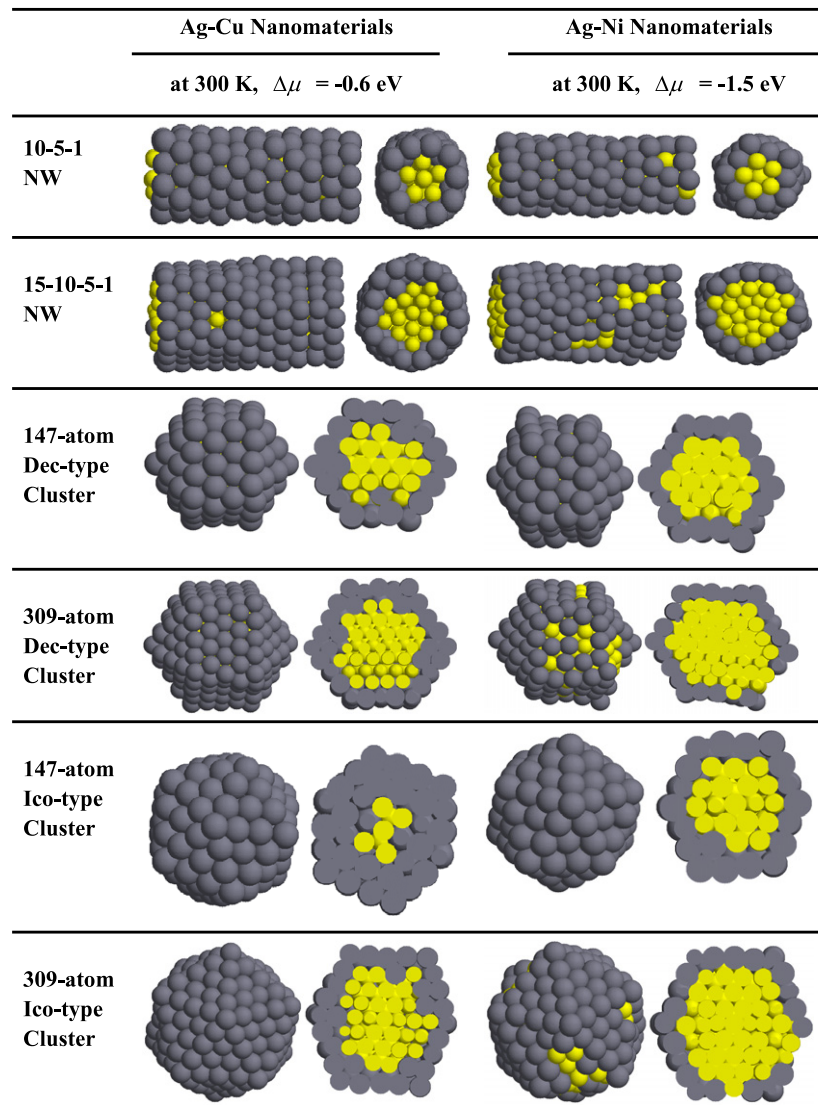 Ag-Cu Nanomaterials
Ag-Ni Nanomaterials
at 300 K, Δμ = -0.6 eV
at 300 K, Δμ = -1.5 eV
10-5-1
NW
15-10-5-1
NW
147-atom
Dec-type
Cluster
309-atom
Dec-type
Cluster
147-atom
Ico-type
Cluster
309-atom
Ico-type
Cluster